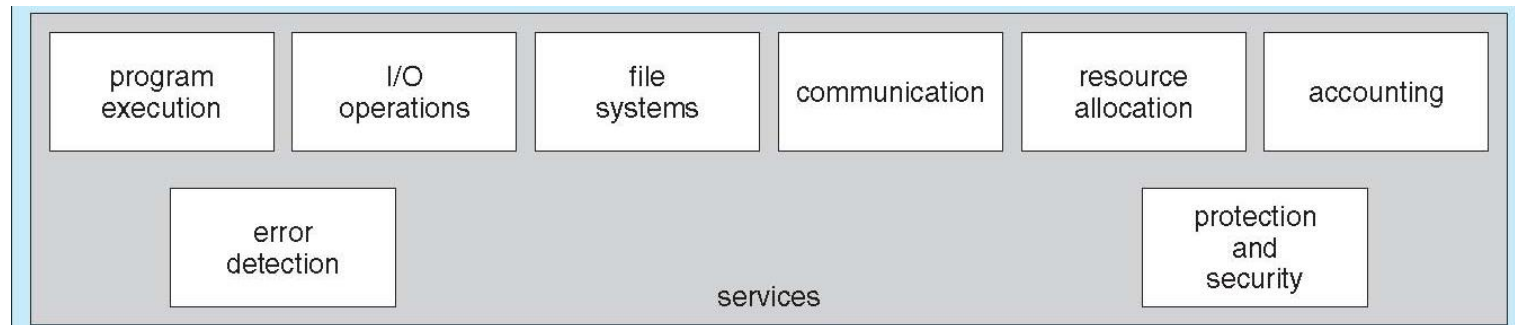 program
execution
I/O
operations
file
systems
communication
resource
allocation
accounting
error
detection
protection
and
security
services